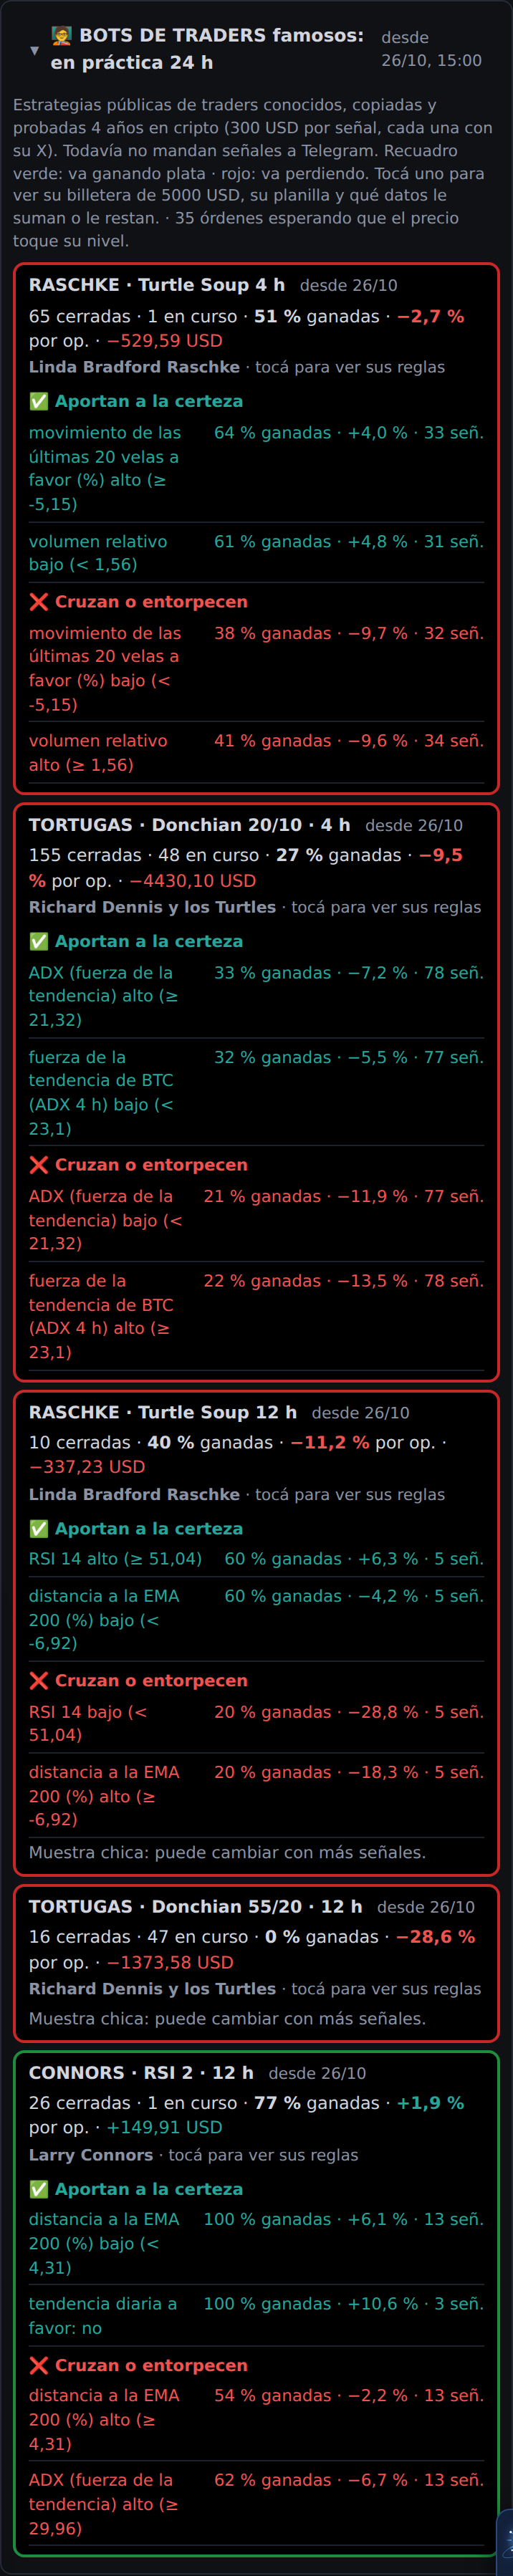 ▼ 🧑‍🏫 BOTS DE TRADERS famosos: en práctica 24 h
desde 26/10, 15:00
Estrategias públicas de traders conocidos, copiadas y
probadas 4 años en cripto (300 USD por señal, cada una con
su X). Todavía no mandan señales a Telegram. Recuadro
verde: va ganando plata · rojo: va perdiendo. Tocá uno para
ver su billetera de 5000 USD, su planilla y qué datos le
suman o le restan. · 35 órdenes esperando que el precio
toque su nivel.
RASCHKE · Turtle Soup 4 h desde 26/10
65 cerradas · 1 en curso · 51 % ganadas · −2,7 %
por op. · −529,59 USD
Linda Bradford Raschke · tocá para ver sus reglas
✅ Aportan a la certeza
movimiento de las 64 % ganadas · +4,0 % · 33 señ.
últimas 20 velas a
favor (%) alto (≥
-5,15)
volumen relativo 61 % ganadas · +4,8 % · 31 señ.
bajo (< 1,56)
❌ Cruzan o entorpecen
movimiento de las 38 % ganadas · −9,7 % · 32 señ.
últimas 20 velas a
favor (%) bajo (<
-5,15)
volumen relativo 41 % ganadas · −9,6 % · 34 señ.
alto (≥ 1,56)
TORTUGAS · Donchian 20/10 · 4 h desde 26/10
155 cerradas · 48 en curso · 27 % ganadas · −9,5
% por op. · −4430,10 USD
Richard Dennis y los Turtles · tocá para ver sus reglas
✅ Aportan a la certeza
ADX (fuerza de la 33 % ganadas · −7,2 % · 78 señ.
tendencia) alto (≥
21,32)
fuerza de la 32 % ganadas · −5,5 % · 77 señ.
tendencia de BTC
(ADX 4 h) bajo (<
23,1)
❌ Cruzan o entorpecen
ADX (fuerza de la 21 % ganadas · −11,9 % · 77 señ.
tendencia) bajo (<
21,32)
fuerza de la 22 % ganadas · −13,5 % · 78 señ.
tendencia de BTC
(ADX 4 h) alto (≥
23,1)
RASCHKE · Turtle Soup 12 h desde 26/10
10 cerradas · 40 % ganadas · −11,2 % por op. ·
−337,23 USD
Linda Bradford Raschke · tocá para ver sus reglas
✅ Aportan a la certeza
RSI 14 alto (≥ 51,04) 60 % ganadas · +6,3 % · 5 señ.
distancia a la EMA 60 % ganadas · −4,2 % · 5 señ.
200 (%) bajo (<
-6,92)
❌ Cruzan o entorpecen
RSI 14 bajo (< 20 % ganadas · −28,8 % · 5 señ.
51,04)
distancia a la EMA 20 % ganadas · −18,3 % · 5 señ.
200 (%) alto (≥
-6,92)
Muestra chica: puede cambiar con más señales.
TORTUGAS · Donchian 55/20 · 12 h desde 26/10
16 cerradas · 47 en curso · 0 % ganadas · −28,6 %
por op. · −1373,58 USD
Richard Dennis y los Turtles · tocá para ver sus reglas
Muestra chica: puede cambiar con más señales.
CONNORS · RSI 2 · 12 h desde 26/10
26 cerradas · 1 en curso · 77 % ganadas · +1,9 %
por op. · +149,91 USD
Larry Connors · tocá para ver sus reglas
✅ Aportan a la certeza
distancia a la EMA 100 % ganadas · +6,1 % · 13 señ.
200 (%) bajo (<
4,31)
tendencia diaria a 100 % ganadas · +10,6 % · 3 señ.
favor: no
❌ Cruzan o entorpecen
distancia a la EMA 54 % ganadas · −2,2 % · 13 señ.
200 (%) alto (≥
4,31)
ADX (fuerza de la 62 % ganadas · −6,7 % · 13 señ.
tendencia) alto (≥
29,96)